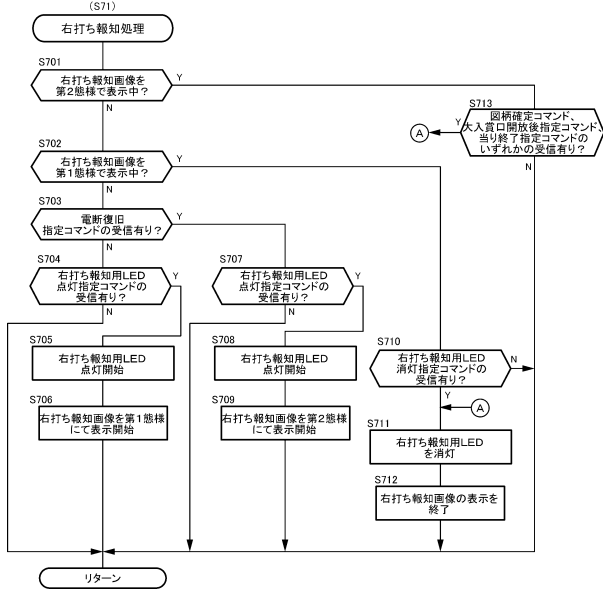 (S71)
右打ち報知処理
S701
右打ち報知画像を
第2態様で表示中?
Y
N
S713
図柄確定コマンド、
大入賞口開放後指定コマンド、
当り終了指定コマンドの
いずれかの受信有り?
Y
A
N
S702
右打ち報知画像を
第1態様で表示中?
Y
N
S703
電断復旧
指定コマンドの受信有り?
Y
N
S704
右打ち報知用LED
点灯指定コマンドの
受信有り?
Y
N
S707
右打ち報知用LED
点灯指定コマンドの
受信有り?
Y
N
S705
右打ち報知用LED
点灯開始
S708
右打ち報知用LED
点灯開始
S710
右打ち報知用LED
消灯指定コマンドの
受信有り?
N
Y
A
S706
右打ち報知画像を第1態様
にて表示開始
S709
右打ち報知画像を第2態様
にて表示開始
S711
右打ち報知用LED
を消灯
S712
右打ち報知画像の表示を
終了
リターン